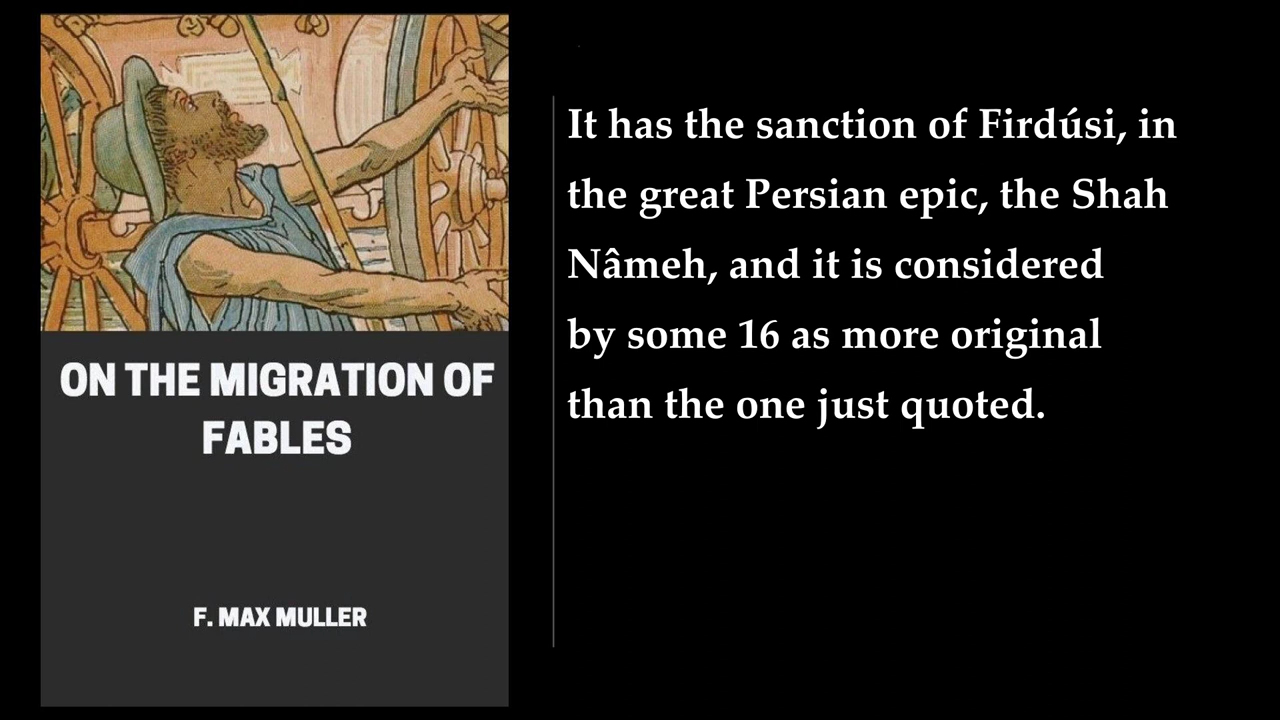 ON THE MIGRATION OF
FABLES
F. MAX MULLER
It has the sanction of Firdúsi, in
the great Persian epic, the Shah
Nâmeh, and it is considered
by some 16 as more original
than the one just quoted.